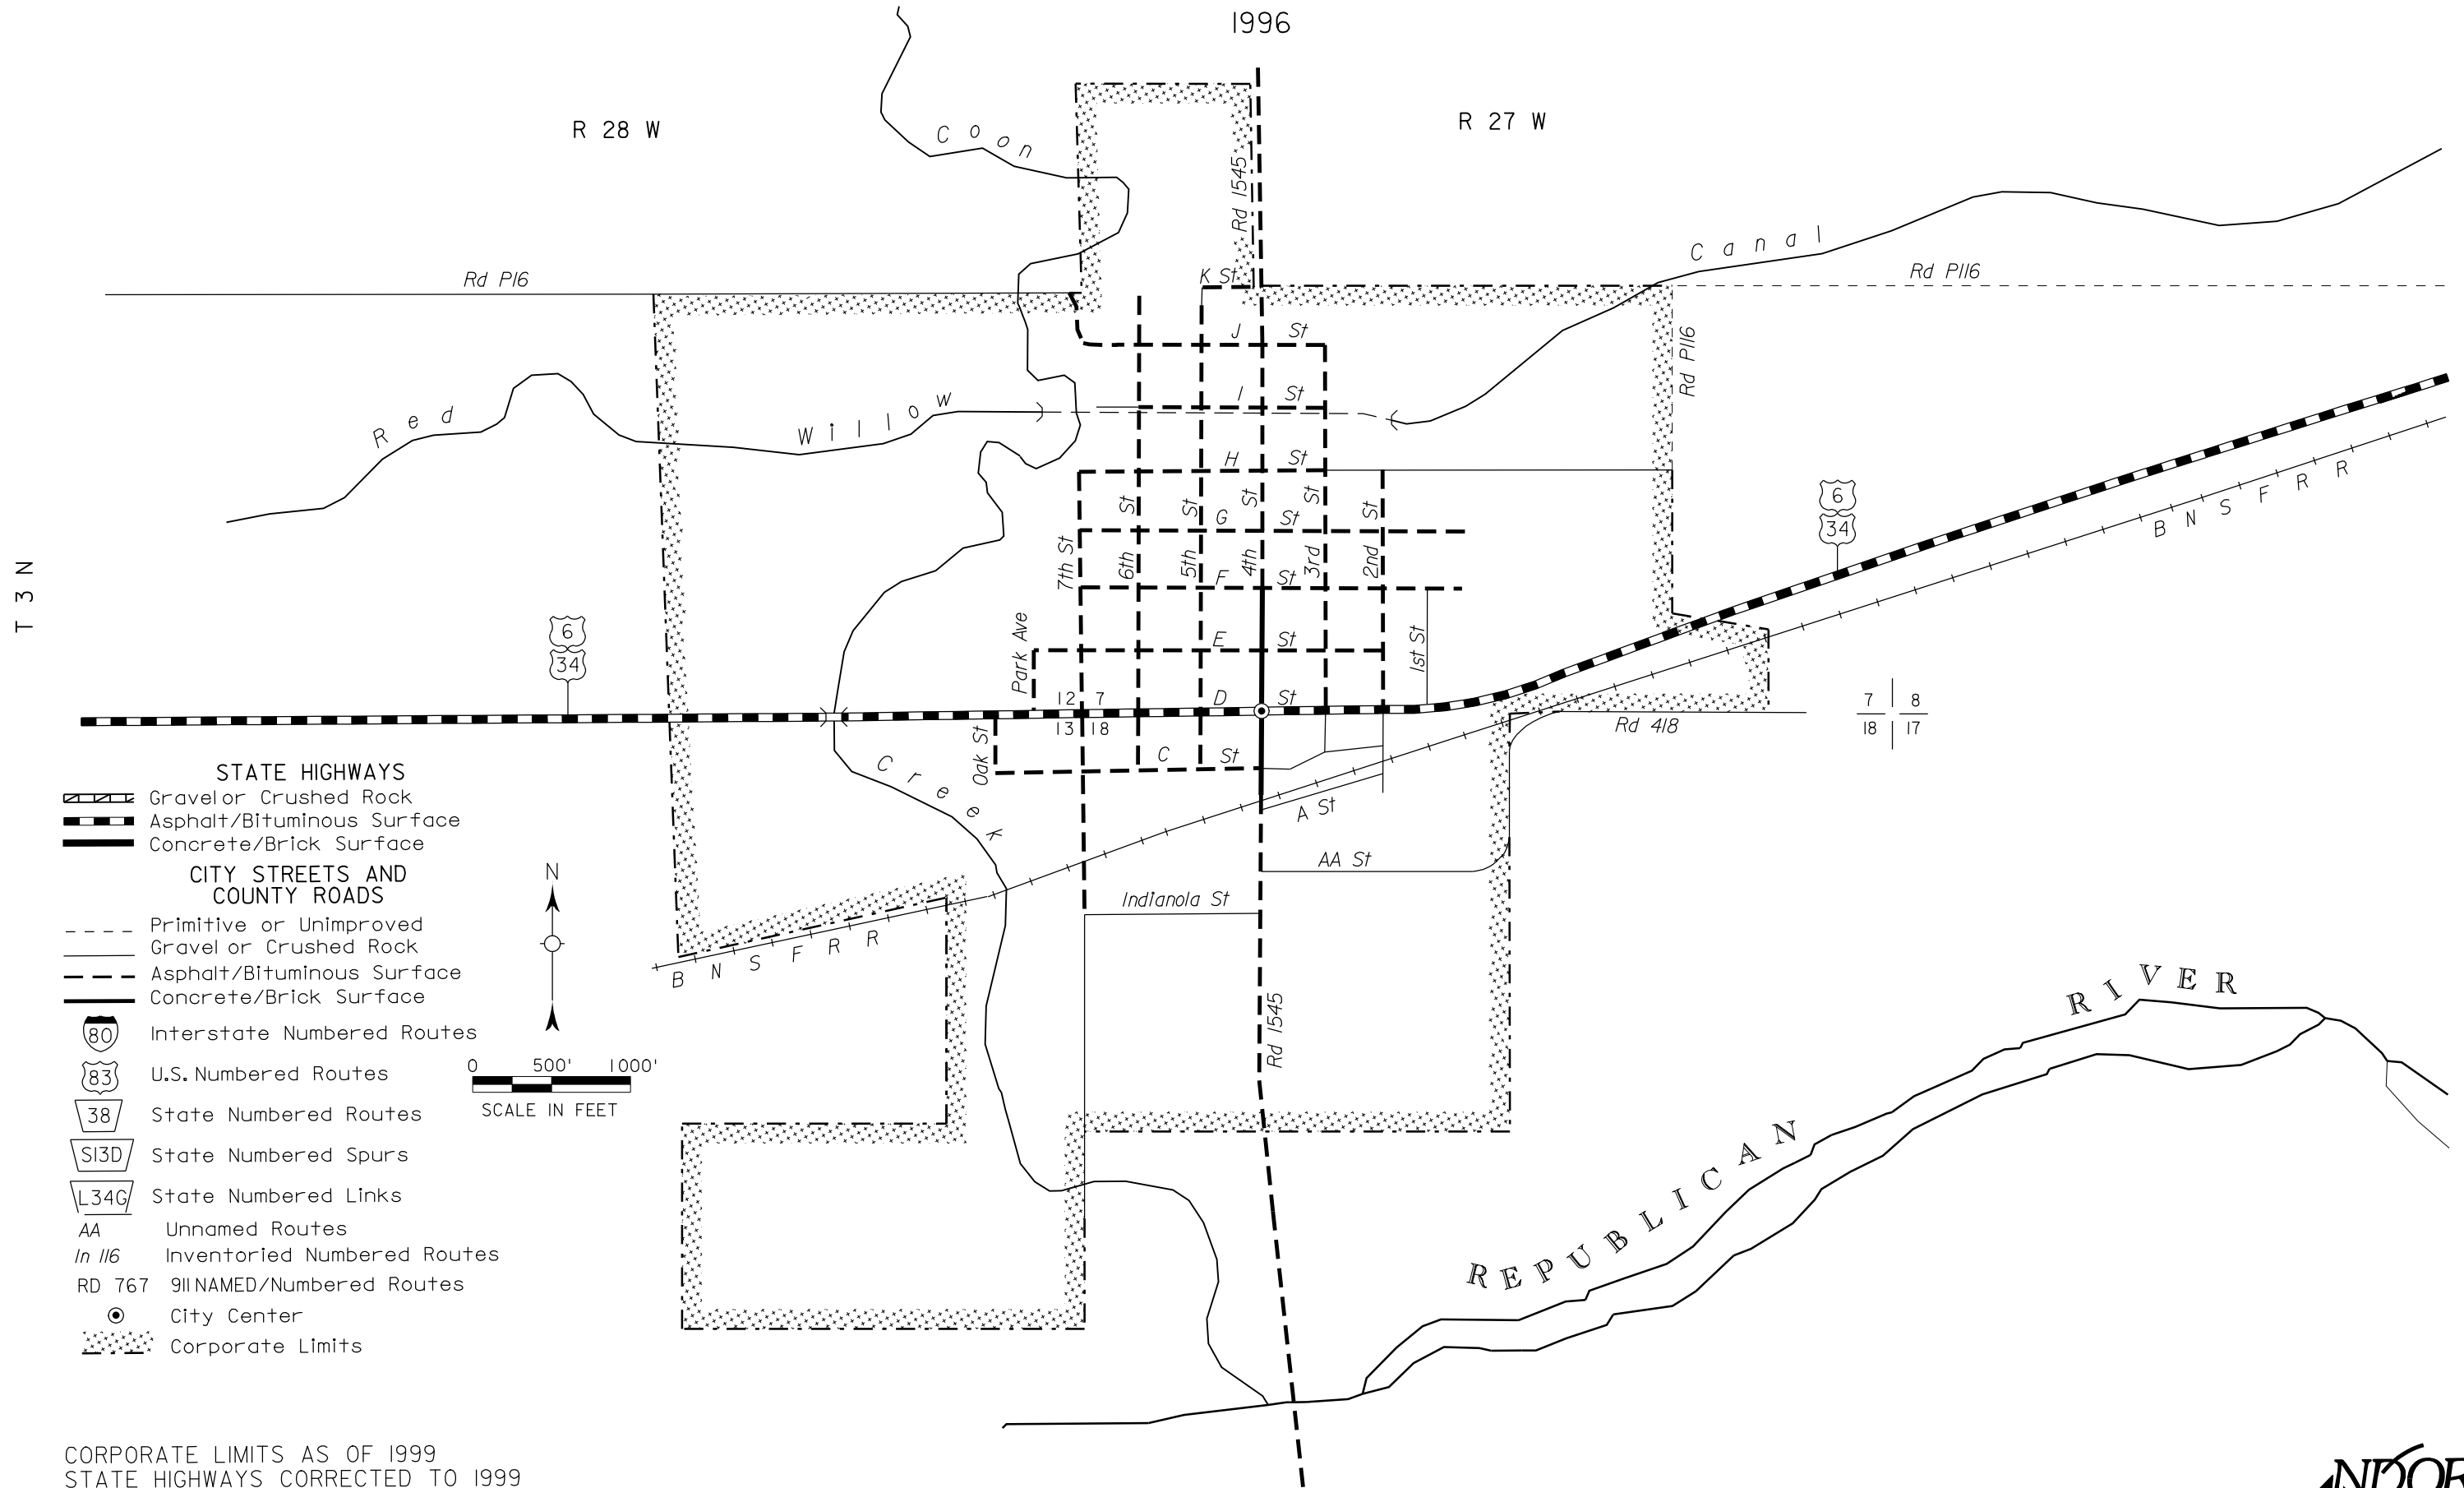 1996
R 28 W
R 27 W
Coon
Rd 1545
Canal
Rd P16
K St
Rd P116
Rd P116
J St
I St
Red Willow
H St
6th St
5th St
4th St
3rd St
2nd St
G St
7th St
F St
6
34
6
34
BNSF RR
T 3 N
Park Ave
E St
1st St
12 7
13 18
D St
7 8
18 17
Rd 418
Oak St
C St
Creek
A St
AA St
Indianola St
BNSF RR
Rd 1545
REPUBLICAN RIVER
STATE HIGHWAYS
Gravel or Crushed Rock
Asphalt/Bituminous Surface
Concrete/Brick Surface
CITY STREETS AND
COUNTY ROADS
Primitive or Unimproved
Gravel or Crushed Rock
Asphalt/Bituminous Surface
Concrete/Brick Surface
80 Interstate Numbered Routes
83 U.S. Numbered Routes
38 State Numbered Routes
S13D State Numbered Spurs
L34G State Numbered Links
AA Unnamed Routes
In 116 Inventoried Numbered Routes
RD 767 911 NAMED/Numbered Routes
City Center
Corporate Limits
N
0 500' 1000'
SCALE IN FEET
CORPORATE LIMITS AS OF 1999
STATE HIGHWAYS CORRECTED TO 1999